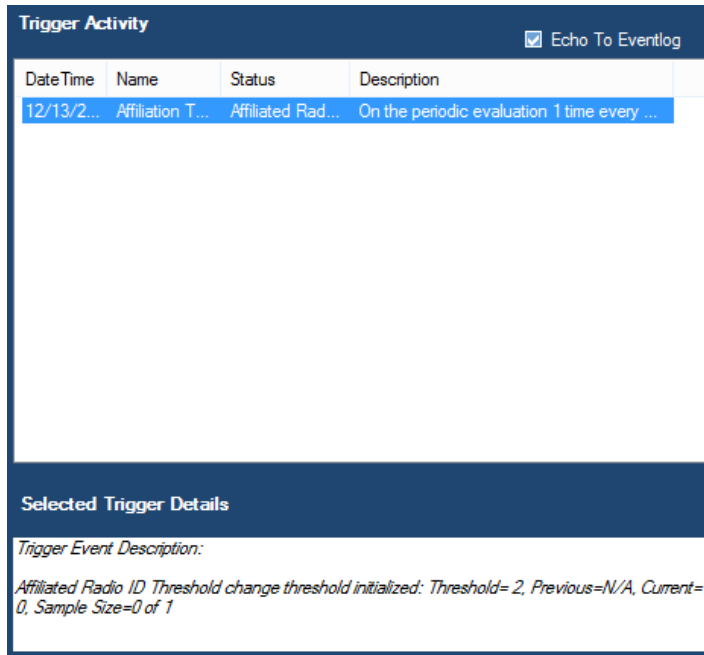 Trigger Activity
Echo To Eventlog
DateTime Name Status Description
12/13/2... Affiliation T... Affiliated Rad... On the periodic evaluation 1 time every ...
Selected Trigger Details
Trigger Event Description:
Affiliated Radio ID Threshold change threshold initialized: Threshold= 2, Previous=N/A, Current=
0, Sample Size=0 of 1